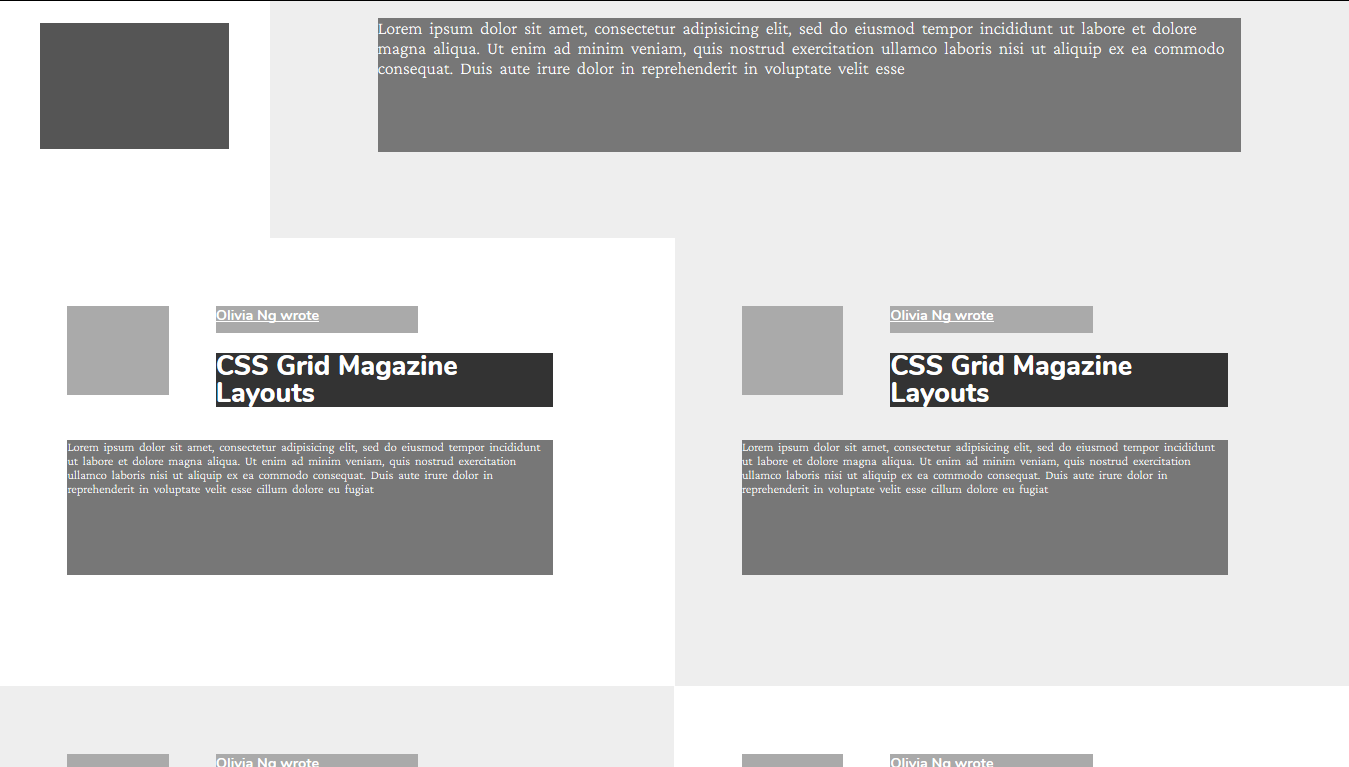 Lorem ipsum dolor sit amet, consectetur adipisicing elit, sed do eiusmod tempor incididunt ut labore et dolore
magna aliqua. Ut enim ad minim veniam, quis nostrud exercitation ullamco laboris nisi ut aliquip ex ea commodo
consequat. Duis aute irure dolor in reprehenderit in voluptate velit esse
Olivia Ng wrote
CSS Grid Magazine
Layouts
Lorem ipsum dolor sit amet, consectetur adipisicing elit, sed do eiusmod tempor incididunt
ut labore et dolore magna aliqua. Ut enim ad minim veniam, quis nostrud exercitation
ullamco laboris nisi ut aliquip ex ea commodo consequat. Duis aute irure dolor in
reprehenderit in voluptate velit esse cillum dolore eu fugiat
Olivia Ng wrote
CSS Grid Magazine
Layouts
Lorem ipsum dolor sit amet, consectetur adipisicing elit, sed do eiusmod tempor incididunt
ut labore et dolore magna aliqua. Ut enim ad minim veniam, quis nostrud exercitation
ullamco laboris nisi ut aliquip ex ea commodo consequat. Duis aute irure dolor in
reprehenderit in voluptate velit esse cillum dolore eu fugiat
Olivia Ng wrote
Olivia Ng wrote